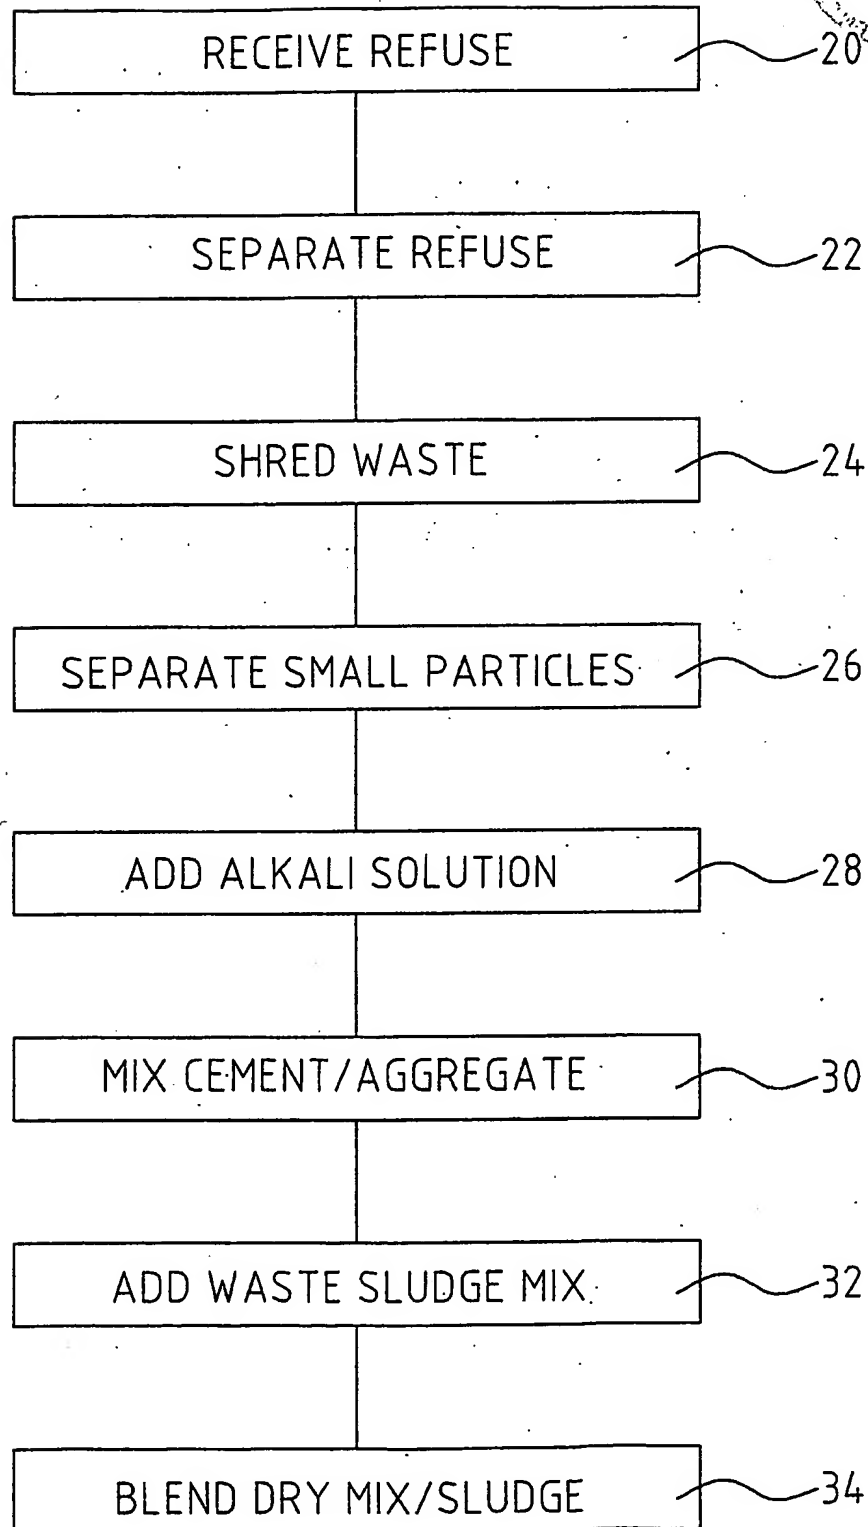 RECEIVE REFUSE 20
SEPARATE REFUSE 22
SHRED WASTE 24
SEPARATE SMALL PARTICLES 26
ADD ALKALI SOLUTION 28
MIX CEMENT/AGGREGATE 30
ADD WASTE SLUDGE MIX 32
BLEND DRY MIX/SLUDGE 34